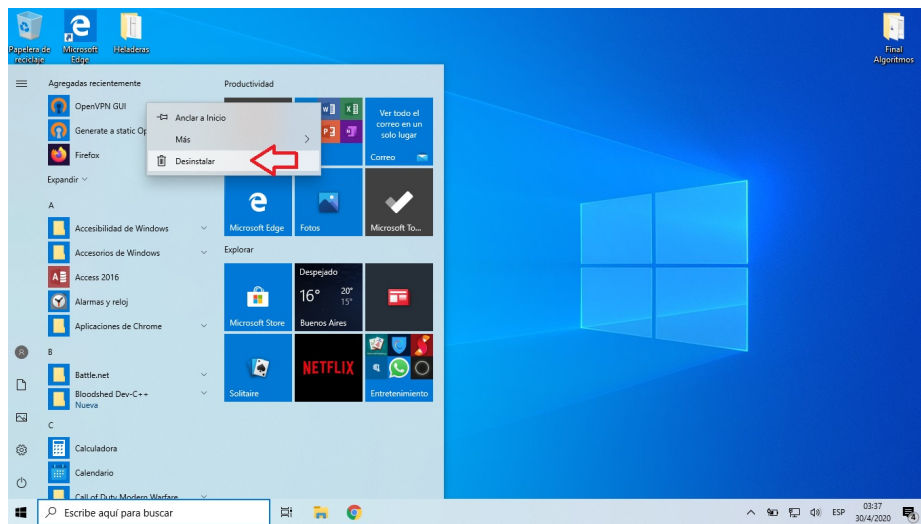 Papelera de
reciclaje
Microsoft
Edge
Heladeras
Final
Algoritmos
Agregadas recientemente
OpenVPN GUI
Generate a static Op
Firefox
Expandir
A
Accesibilidad de Windows
Accesorios de Windows
Access 2016
Alarmas y reloj
Aplicaciones de Chrome
B
Battle.net
Bloodshed Dev-C++
Nueva
C
Calculadora
Calendario
Call of Duty Modern Warfare
Anclar a Inicio
Más
Desinstalar
Productividad
Ver todo el
correo en un
solo lugar
Correo
Microsoft Edge
Fotos
Microsoft To...
Explorar
Microsoft Store
Despejado
16°
20°
15°
Buenos Aires
Solitaire
NETFLIX
Entretenimiento
Escribe aquí para buscar
ESP
03:37
30/4/2020
4